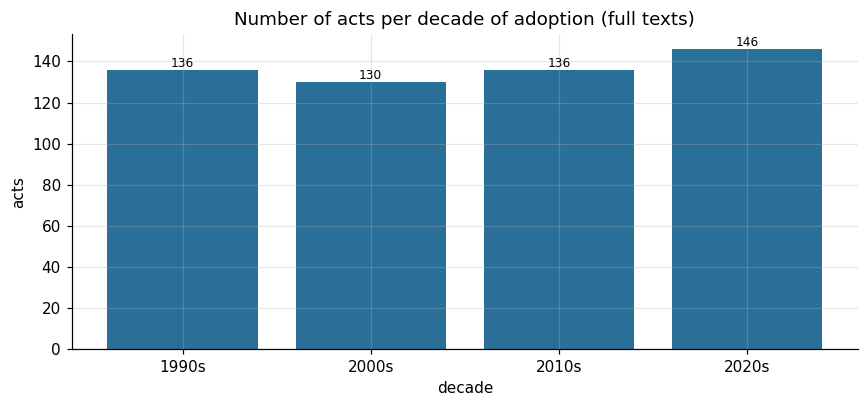 Number of acts per decade of adoption (full texts)
136
130
136
146
140
120
100
80
60
40
20
0
acts
1990s
2000s
2010s
2020s
decade